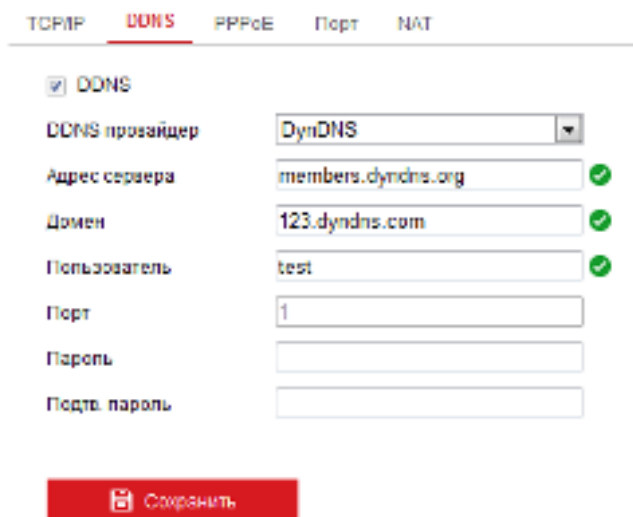 TCP/IP DDNS PPPoE Порт NAT
DDNS
DDNS провайдер DynDNS
Адрес сервера members.dyndns.org
Домен 123.dyndns.com
Пользователь test
Порт 1
Пароль
Подтв. пароль
Сохранить